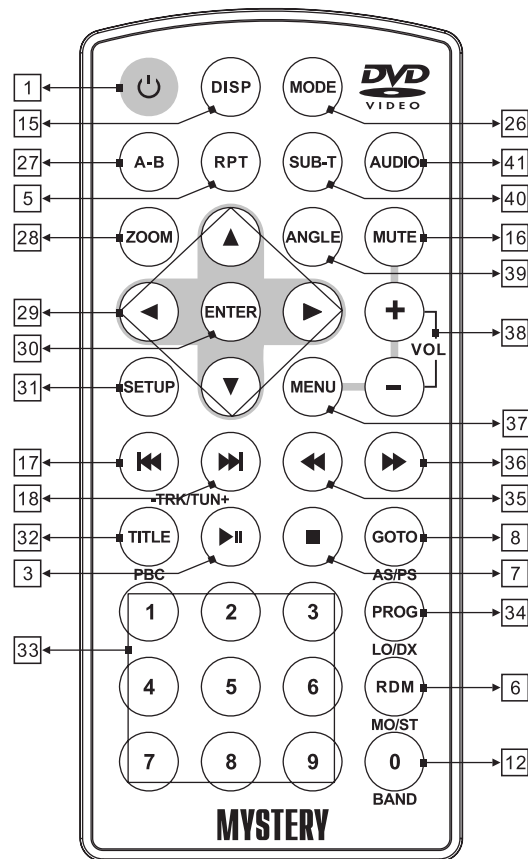 1 DISP MODE DVD
VIDEO
15 26
27 A-B RPT SUB-T AUDIO 41
5 40
28 ZOOM ANGLE MUTE 16
39
29 + 38
30 ENTER VOL
31 SETUP MENU -
37
17 36
18 -TRK/TUN+ 35
32 TITLE GOTO 8
3 PBC AS/PS 7
1 2 3 PROG 34
LO/DX
33
4 5 6 RDM 6
MO/ST
7 8 9 0 12
BAND
MYSTERY